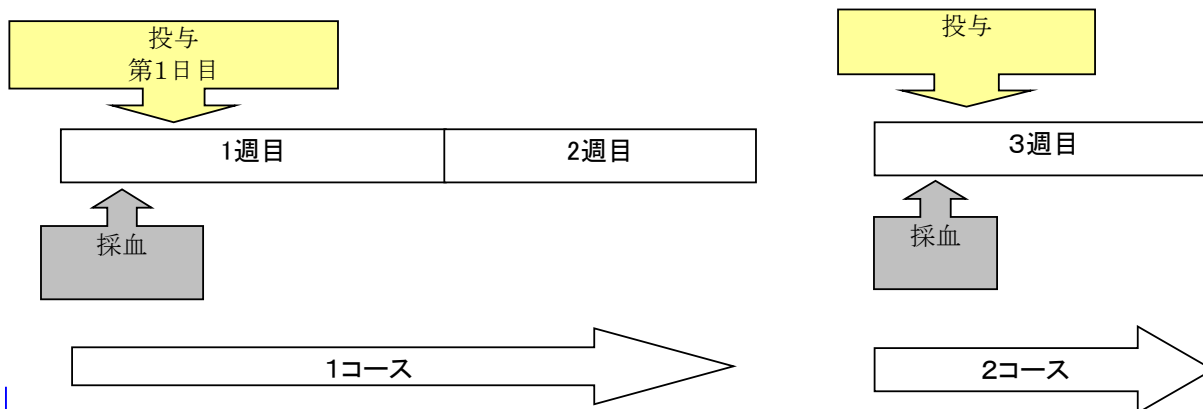 投与
第1日目
投与
1週目
2週目
3週目
採血
採血
1コース
2コース